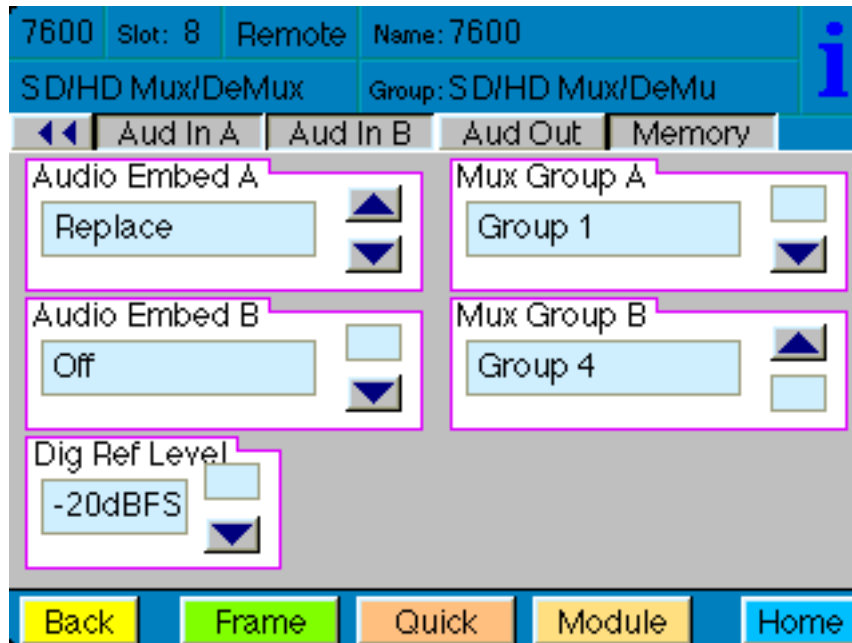 7600 Slot: 8 Remote Name: 7600
SD/HD Mux/DeMux Group: SD/HD Mux/DeMu
i
Aud In A Aud In B Aud Out Memory
Audio Embed A
Replace
Mux Group A
Group 1
Audio Embed B
Off
Mux Group B
Group 4
Dig Ref Level
-20dBFS
Back Frame Quick Module Home